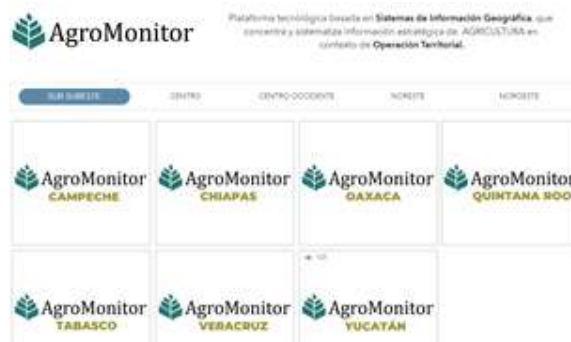 AgroMonitor
Plataforma tecnológica basada en Sistemas de Información Geográfica, que
concentra y sistematiza información estratégica de AGRICULTURA en
contexto de Operación Territorial.
SUR SURESTE
CENTRO
CENTRO OCCIDENTE
NORESTE
NOROESTE
AgroMonitor
CAMPECHE
AgroMonitor
CHIAPAS
AgroMonitor
OAXACA
AgroMonitor
QUINTANA ROO
AgroMonitor
TABASCO
AgroMonitor
VERACRUZ
AgroMonitor
YUCATÁN